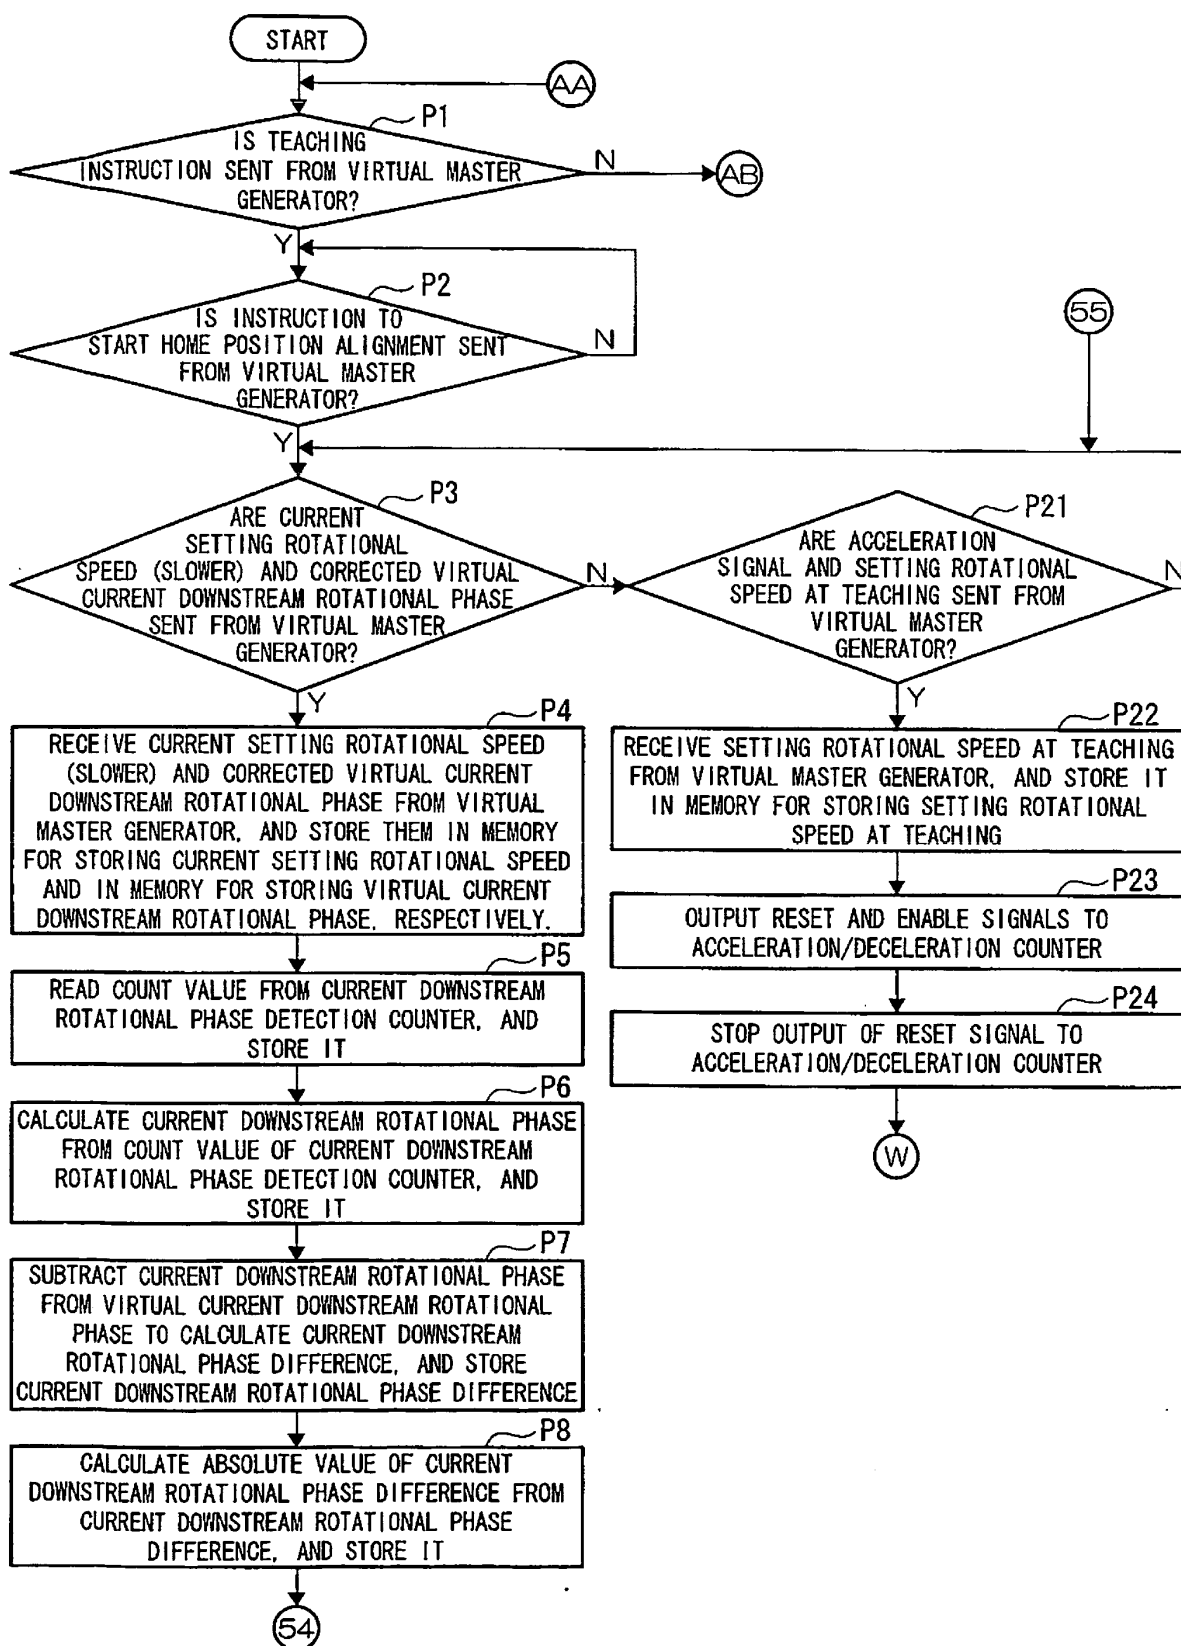 START
AA
P1
IS TEACHING
INSTRUCTION SENT FROM VIRTUAL MASTER
GENERATOR?
N
AB
Y
P2
IS INSTRUCTION TO
START HOME POSITION ALIGNMENT SENT
FROM VIRTUAL MASTER
GENERATOR?
N
55
Y
P3
ARE CURRENT
SETTING ROTATIONAL
SPEED (SLOWER) AND CORRECTED VIRTUAL
CURRENT DOWNSTREAM ROTATIONAL PHASE
SENT FROM VIRTUAL MASTER
GENERATOR?
N
Y
P21
ARE ACCELERATION
SIGNAL AND SETTING ROTATIONAL
SPEED AT TEACHING SENT FROM
VIRTUAL MASTER
GENERATOR?
N
Y
P4
RECEIVE CURRENT SETTING ROTATIONAL SPEED
(SLOWER) AND CORRECTED VIRTUAL CURRENT
DOWNSTREAM ROTATIONAL PHASE FROM VIRTUAL
MASTER GENERATOR, AND STORE THEM IN MEMORY
FOR STORING CURRENT SETTING ROTATIONAL SPEED
AND IN MEMORY FOR STORING VIRTUAL CURRENT
DOWNSTREAM ROTATIONAL PHASE, RESPECTIVELY.
P5
READ COUNT VALUE FROM CURRENT DOWNSTREAM
ROTATIONAL PHASE DETECTION COUNTER, AND
STORE IT
P6
CALCULATE CURRENT DOWNSTREAM ROTATIONAL PHASE
FROM COUNT VALUE OF CURRENT DOWNSTREAM
ROTATIONAL PHASE DETECTION COUNTER, AND
STORE IT
P7
SUBTRACT CURRENT DOWNSTREAM ROTATIONAL PHASE
FROM VIRTUAL CURRENT DOWNSTREAM ROTATIONAL
PHASE TO CALCULATE CURRENT DOWNSTREAM
ROTATIONAL PHASE DIFFERENCE, AND STORE
CURRENT DOWNSTREAM ROTATIONAL PHASE DIFFERENCE
P8
CALCULATE ABSOLUTE VALUE OF CURRENT
DOWNSTREAM ROTATIONAL PHASE DIFFERENCE FROM
CURRENT DOWNSTREAM ROTATIONAL PHASE
DIFFERENCE, AND STORE IT
54
P22
RECEIVE SETTING ROTATIONAL SPEED AT TEACHING
FROM VIRTUAL MASTER GENERATOR, AND STORE IT
IN MEMORY FOR STORING SETTING ROTATIONAL
SPEED AT TEACHING
P23
OUTPUT RESET AND ENABLE SIGNALS TO
ACCELERATION/DECELERATION COUNTER
P24
STOP OUTPUT OF RESET SIGNAL TO
ACCELERATION/DECELERATION COUNTER
W